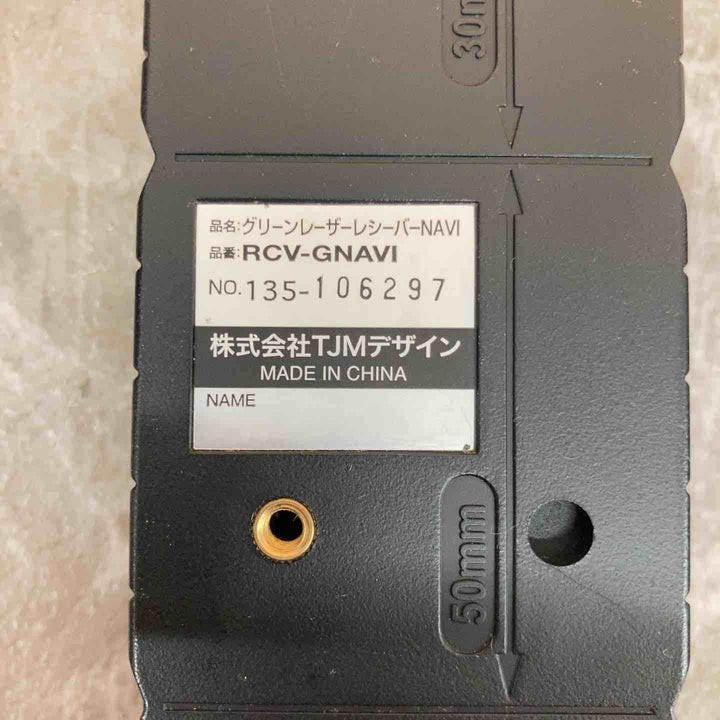 30m
品名:グリーンレーザーレシーバーNAVI
品番:RCV-GNAVI
NO.135-106297
株式会社TJMデザイン
MADE IN CHINA
NAME
50mm